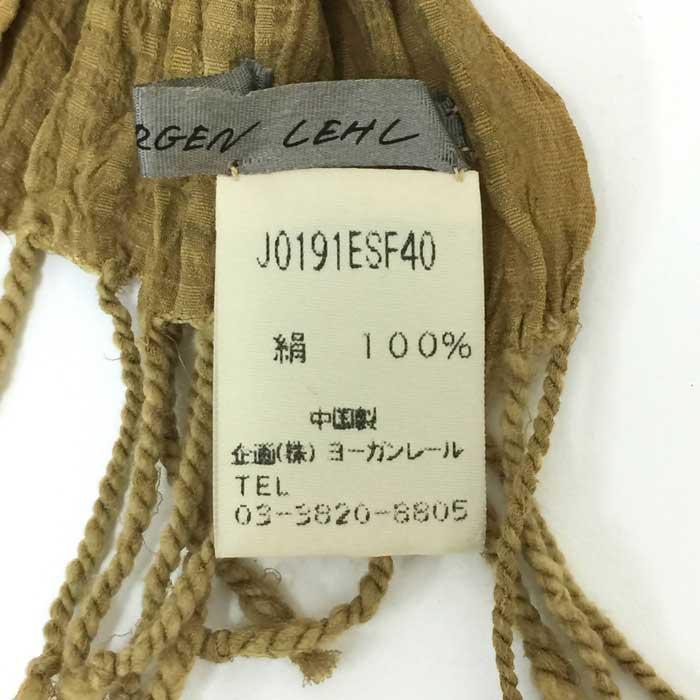 RGEN LEHL
J0191ESF40
絹 100%
中国製
企画(株) ヨーガンレール
TEL
03-3820-8805